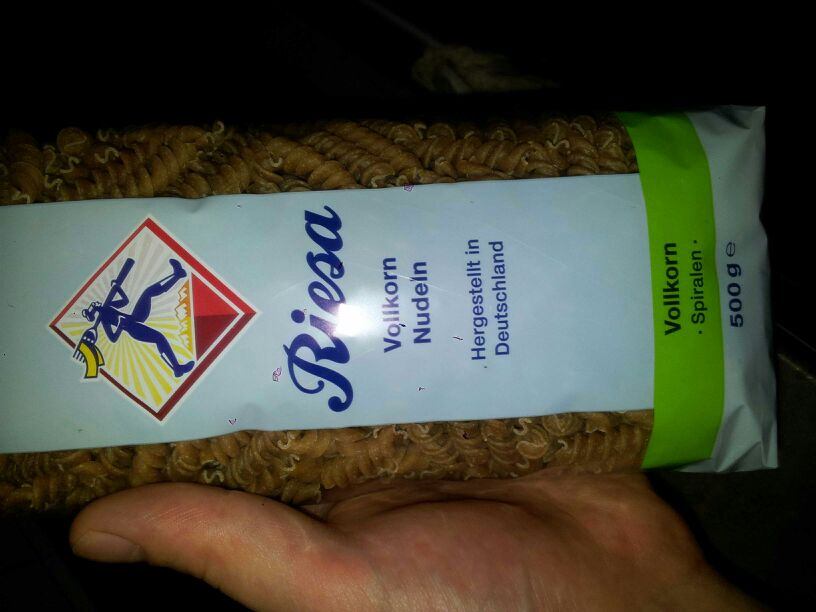 Riesa
Vollkorn
Nudeln
Hergestellt in
Deutschland
Vollkorn
· Spiralen ·
500 g ℮